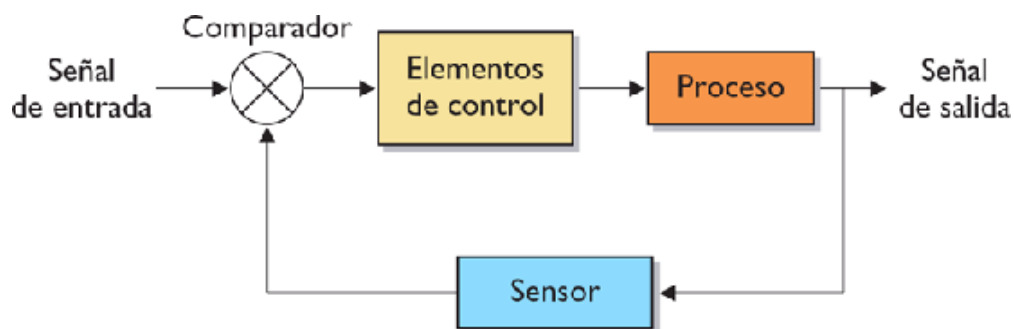 Comparador
Señal
de entrada
Elementos
de control
Proceso
Señal
de salida
Sensor